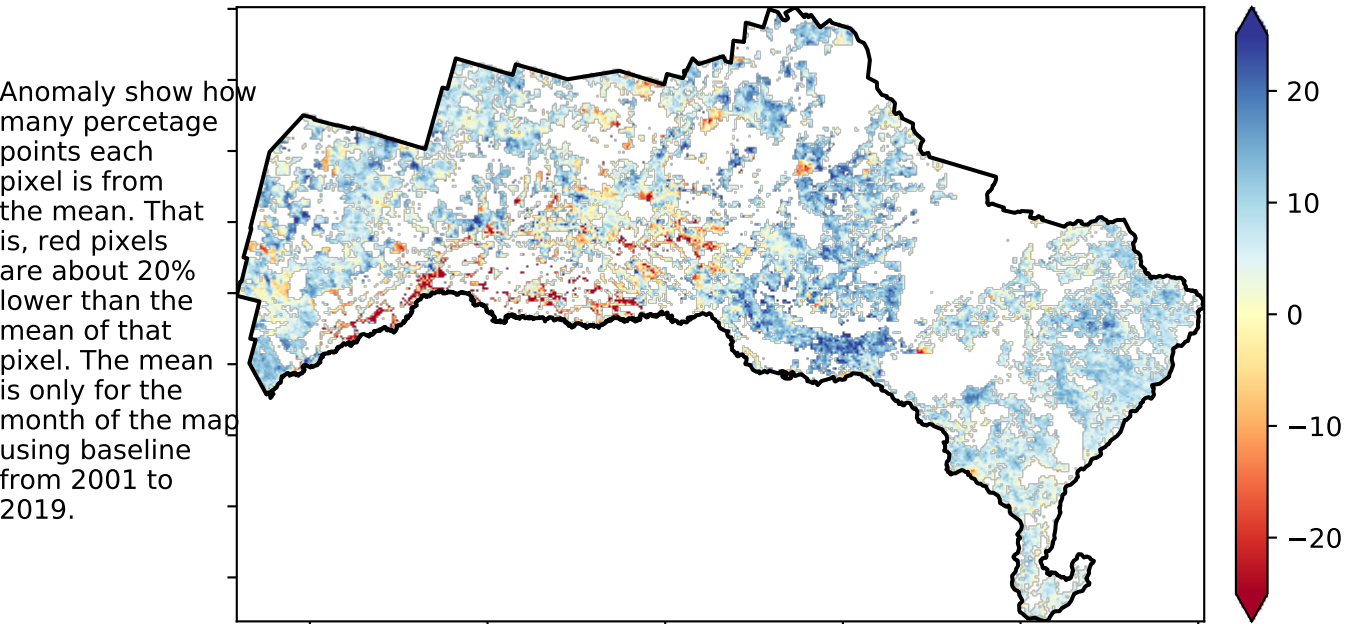 Anomaly show how
many percetage
points each
pixel is from
the mean. That
is, red pixels
are about 20%
lower than the
mean of that
pixel. The mean
is only for the
month of the map
using baseline
from 2001 to
2019.
20
10
0
−10
−20